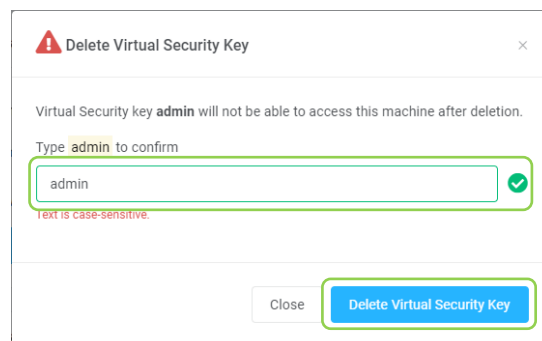 Delete Virtual Security Key ×
Virtual Security key admin will not be able to access this machine after deletion.
Type admin to confirm
admin
Text is case-sensitive.
Close Delete Virtual Security Key